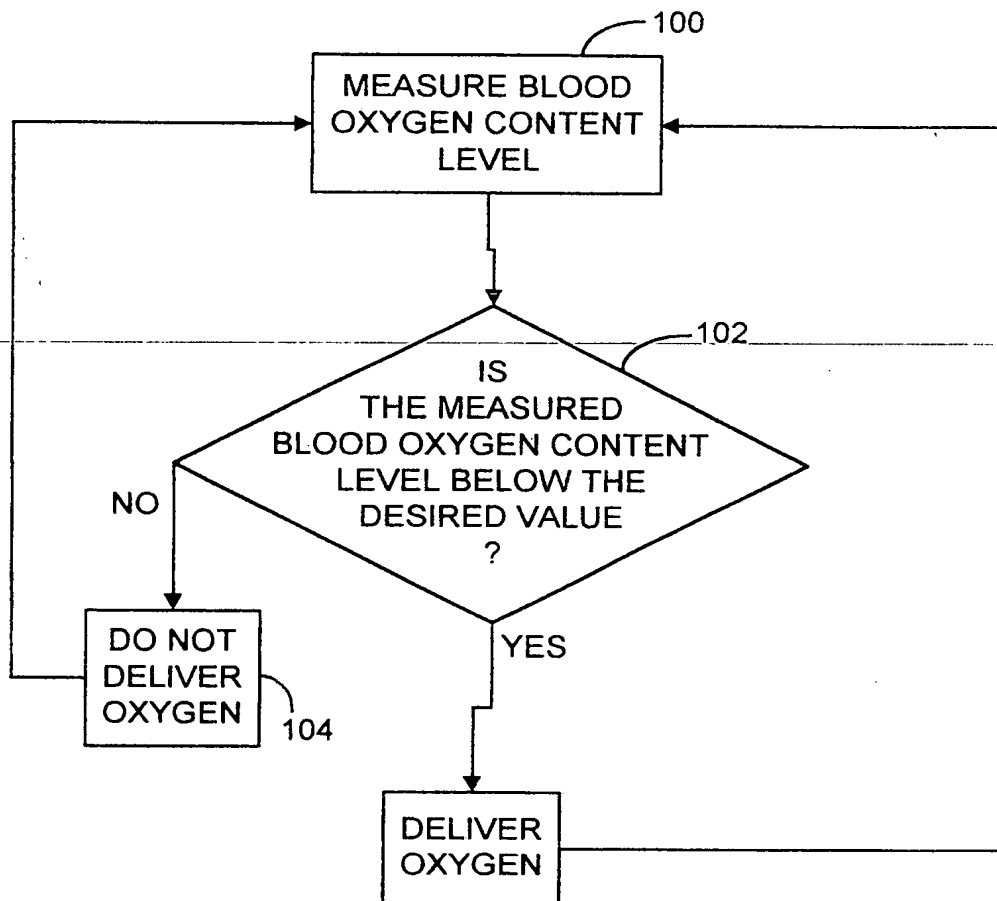 100
MEASURE BLOOD
OXYGEN CONTENT
LEVEL
102
IS
THE MEASURED
BLOOD OXYGEN CONTENT
LEVEL BELOW THE
DESIRED VALUE
?
NO
YES
DO NOT
DELIVER
OXYGEN
104
DELIVER
OXYGEN